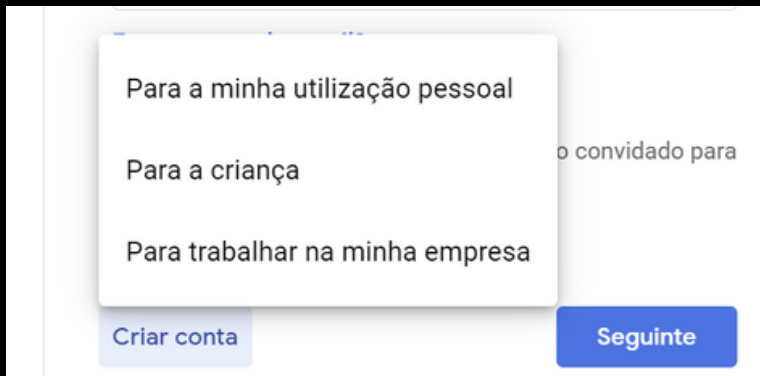 Para a minha utilização pessoal
o convidado para
Para a criança
Para trabalhar na minha empresa
Criar conta
Seguinte